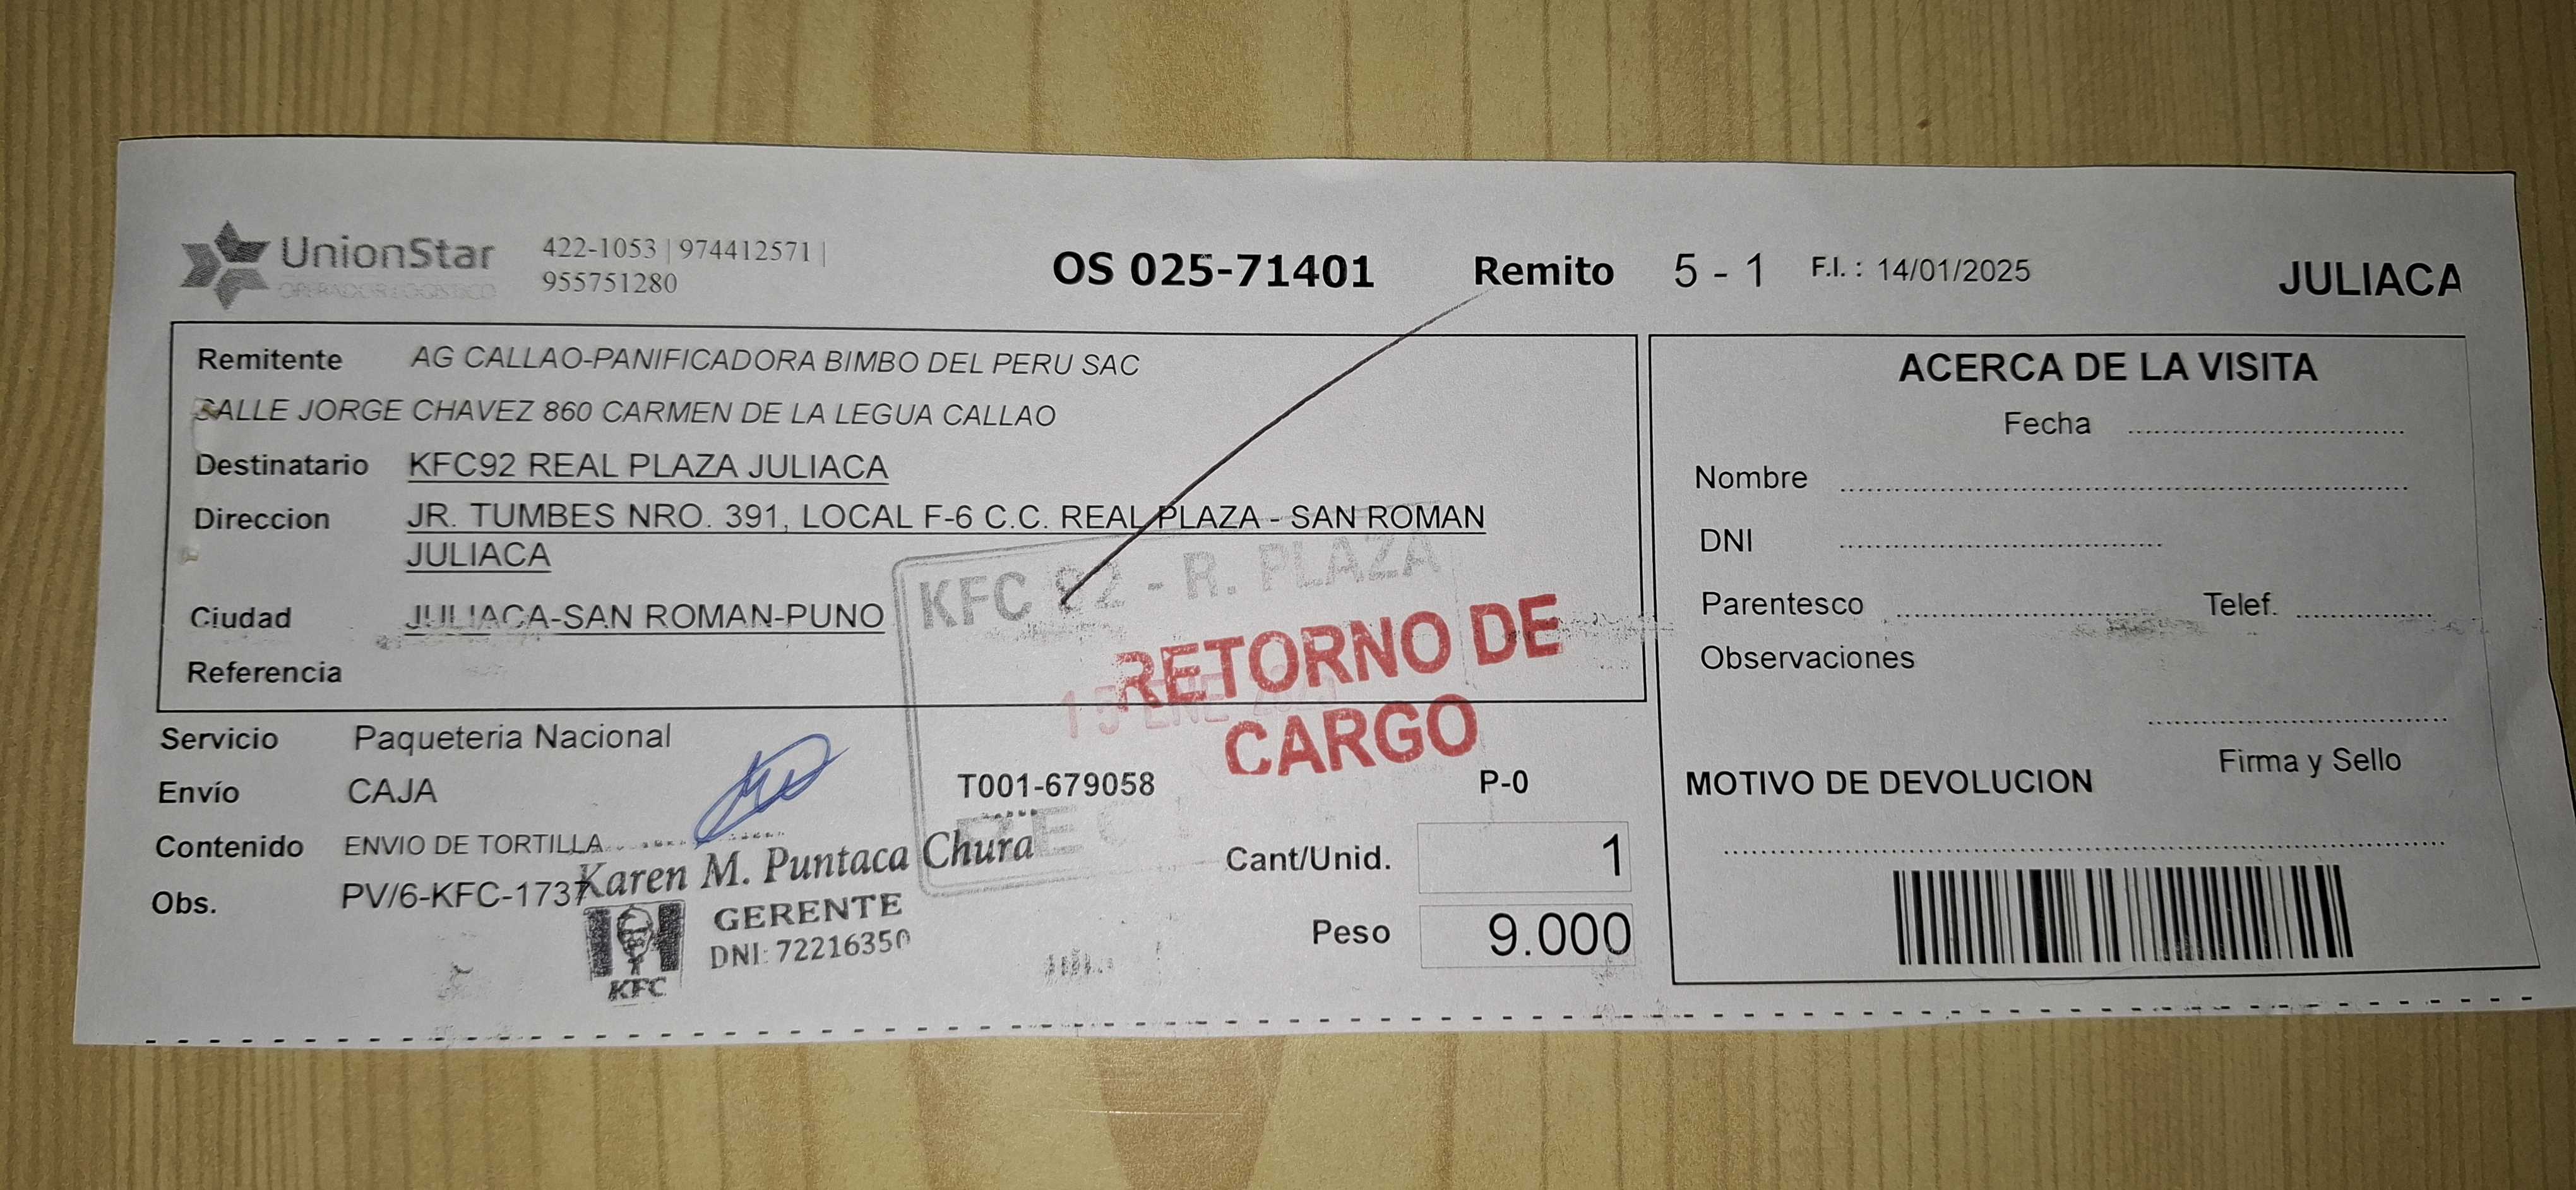 UnionStar
OPERADOR LOGISTICO
422-1053 | 974412571 |
955751280
OS 025-71401 Remito 5 - 1 F.I. : 14/01/2025 JULIACA
Remitente AG CALLAO-PANIFICADORA BIMBO DEL PERU SAC
CALLE JORGE CHAVEZ 860 CARMEN DE LA LEGUA CALLAO
Destinatario KFC92 REAL PLAZA JULIACA
Direccion JR. TUMBES NRO. 391, LOCAL F-6 C.C. REAL PLAZA - SAN ROMAN
JULIACA
Ciudad JULIACA-SAN ROMAN-PUNO
Referencia
KFC 92 - R. PLAZA
15 ENE
RETORNO DE
CARGO
Servicio Paqueteria Nacional
Envío CAJA
T001-679058 P-0
Contenido ENVIO DE TORTILLA
Cant/Unid. 1
Obs. PV/6-KFC-1737
Peso 9.000
Karen M. Puntaca Chura
GERENTE
DNI: 72216350
KFC
ACERCA DE LA VISITA
Fecha
Nombre
DNI
Parentesco Telef.
Observaciones
Firma y Sello
MOTIVO DE DEVOLUCION